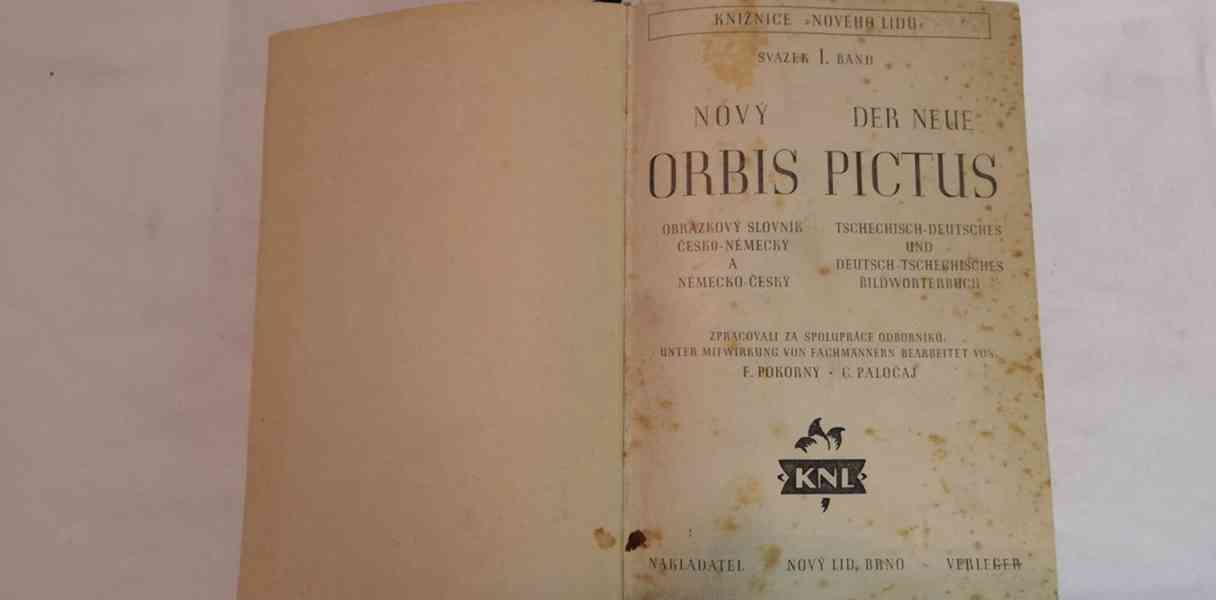 KNIŽNICE »NOVÉHO LIDU«
SVAZEK 1. BAND
NOVÝ DER NEUE
ORBIS PICTUS
OBRÁZKOVÝ SLOVNÍK
ČESKO-NĚMECKÝ
A
NĚMECKO-ČESKÝ
TSCHECHISCH-DEUTSCHES
UND
DEUTSCH-TSCHECHISCHES
BILDWÖRTERBUCH
ZPRACOVALI ZA SPOLUPRÁCE ODBORNÍKŮ,
UNTER MITWIRKUNG VON FACHMÄNNERN BEARBEITET VON,
F. POKORNÝ • C. PALOČAJ
KNL
NAKLADATEL NOVÝ LID, BRNO VERLEGER